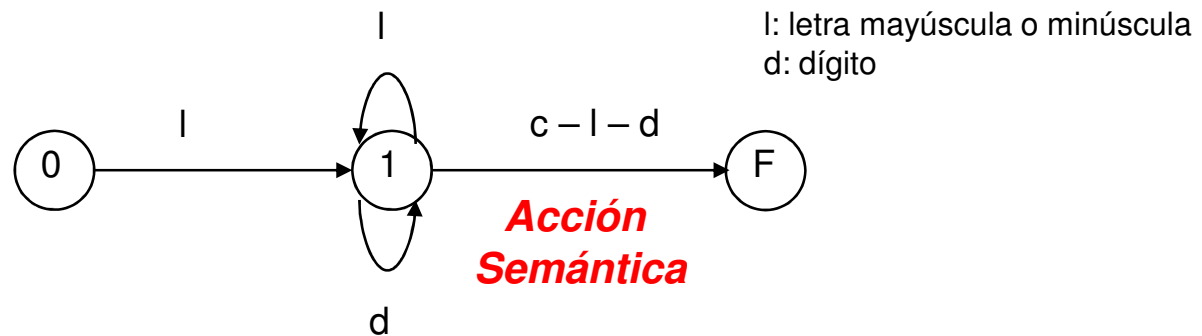 l
l: letra mayúscula o minúscula
d: dígito
l
c – l – d
0
1
F
Acción
Semántica
d